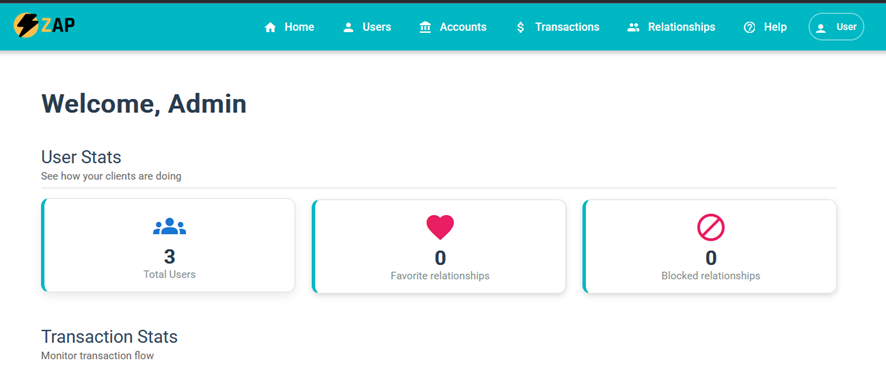 ZAP
Home Users Accounts Transactions Relationships Help User
Welcome, Admin
User Stats
See how your clients are doing
3 0 0
Total Users Favorite relationships Blocked relationships
Transaction Stats
Monitor transaction flow